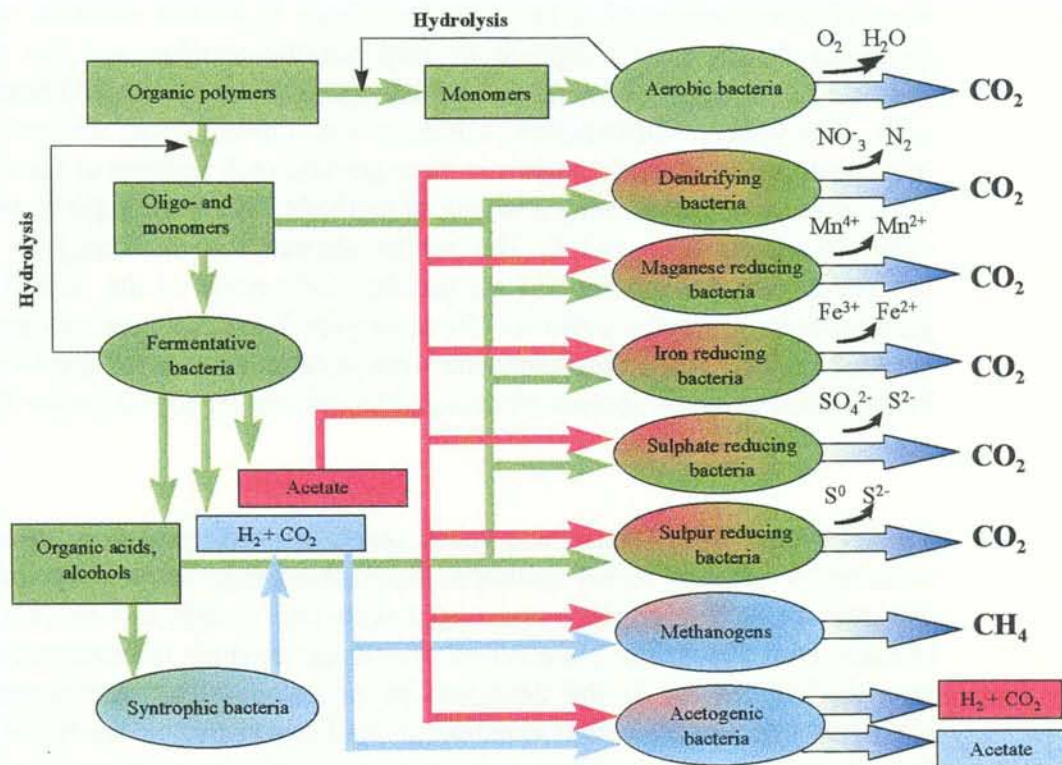 Hydrolysis
O₂ H₂O
Organic polymers
Monomers
Aerobic bacteria
CO₂
NO⁻₃ N₂
Oligo- and
monomers
Denitrifying
bacteria
CO₂
Mn⁴⁺ Mn²⁺
Hydrolysis
Maganese reducing
bacteria
CO₂
Fe³⁺ Fe²⁺
Fermentative
bacteria
Iron reducing
bacteria
CO₂
SO₄²⁻ S²⁻
Sulphate reducing
bacteria
CO₂
Acetate
S⁰ S²⁻
H₂ + CO₂
Organic acids,
alcohols
Sulpur reducing
bacteria
CO₂
Methanogens
CH₄
Syntrophic bacteria
Acetogenic
bacteria
H₂ + CO₂
Acetate